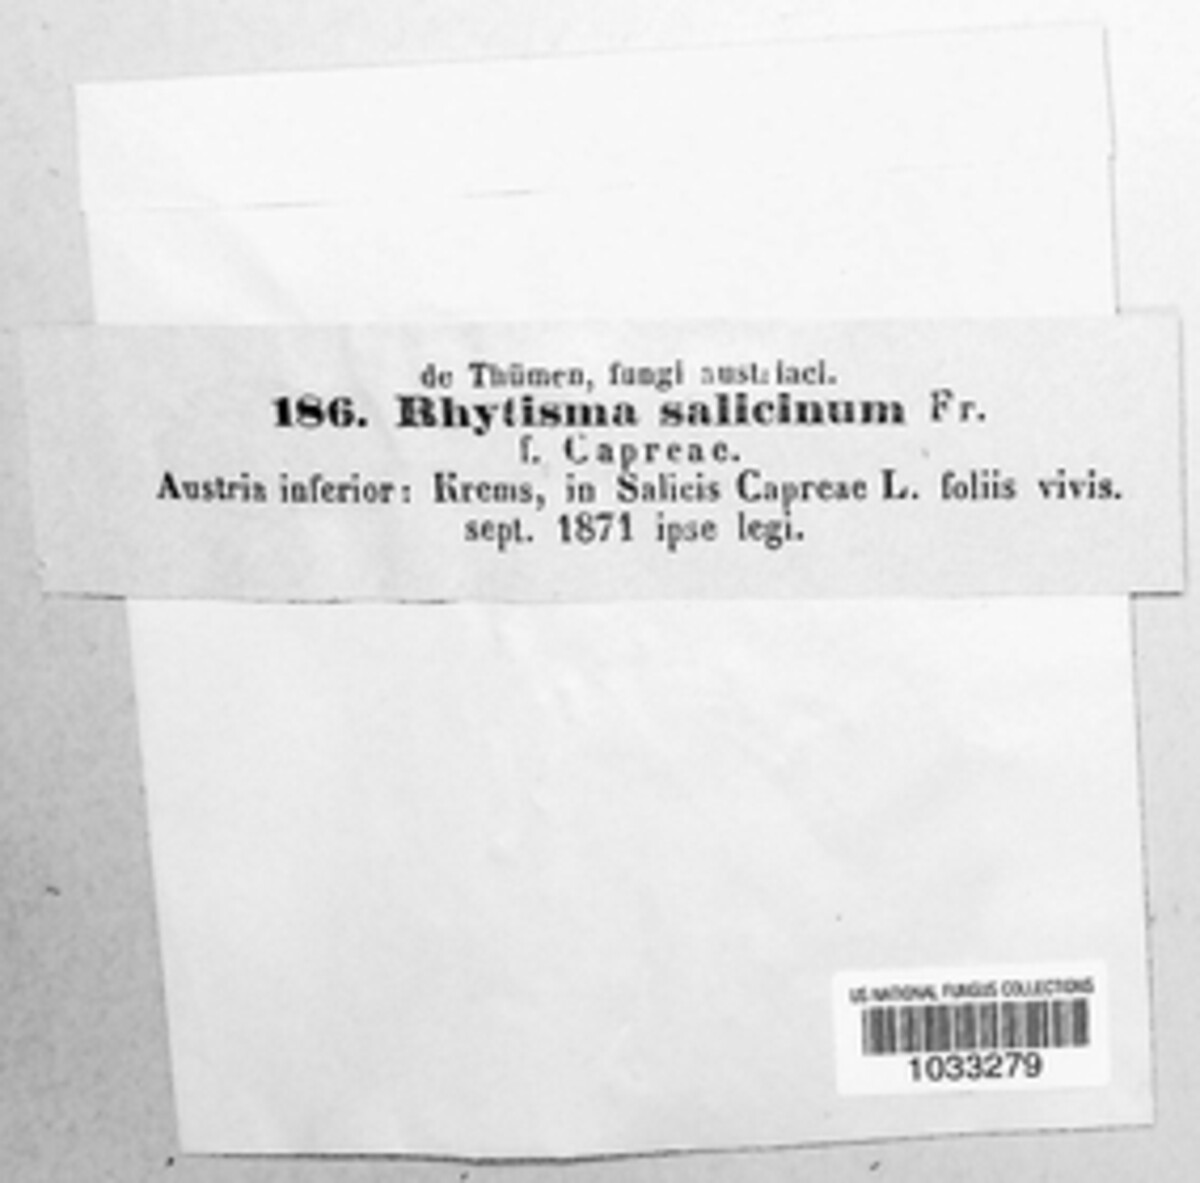 de Thümen, fungi austriaci.
186. Rhytisma salicinum Fr.
f. Capreae.
Austria inferior: Krems, in Salicis Capreae L. foliis vivis.
sept. 1871 ipse legi.
US NATIONAL FUNGUS COLLECTIONS
1033279